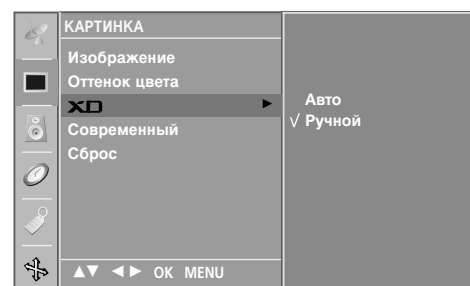 КАРТИНКА
Изображение
Оттенок цвета
XD ►
Современный
Сброс
Авто
√ Ручной
▲▼ ◄► OK MENU